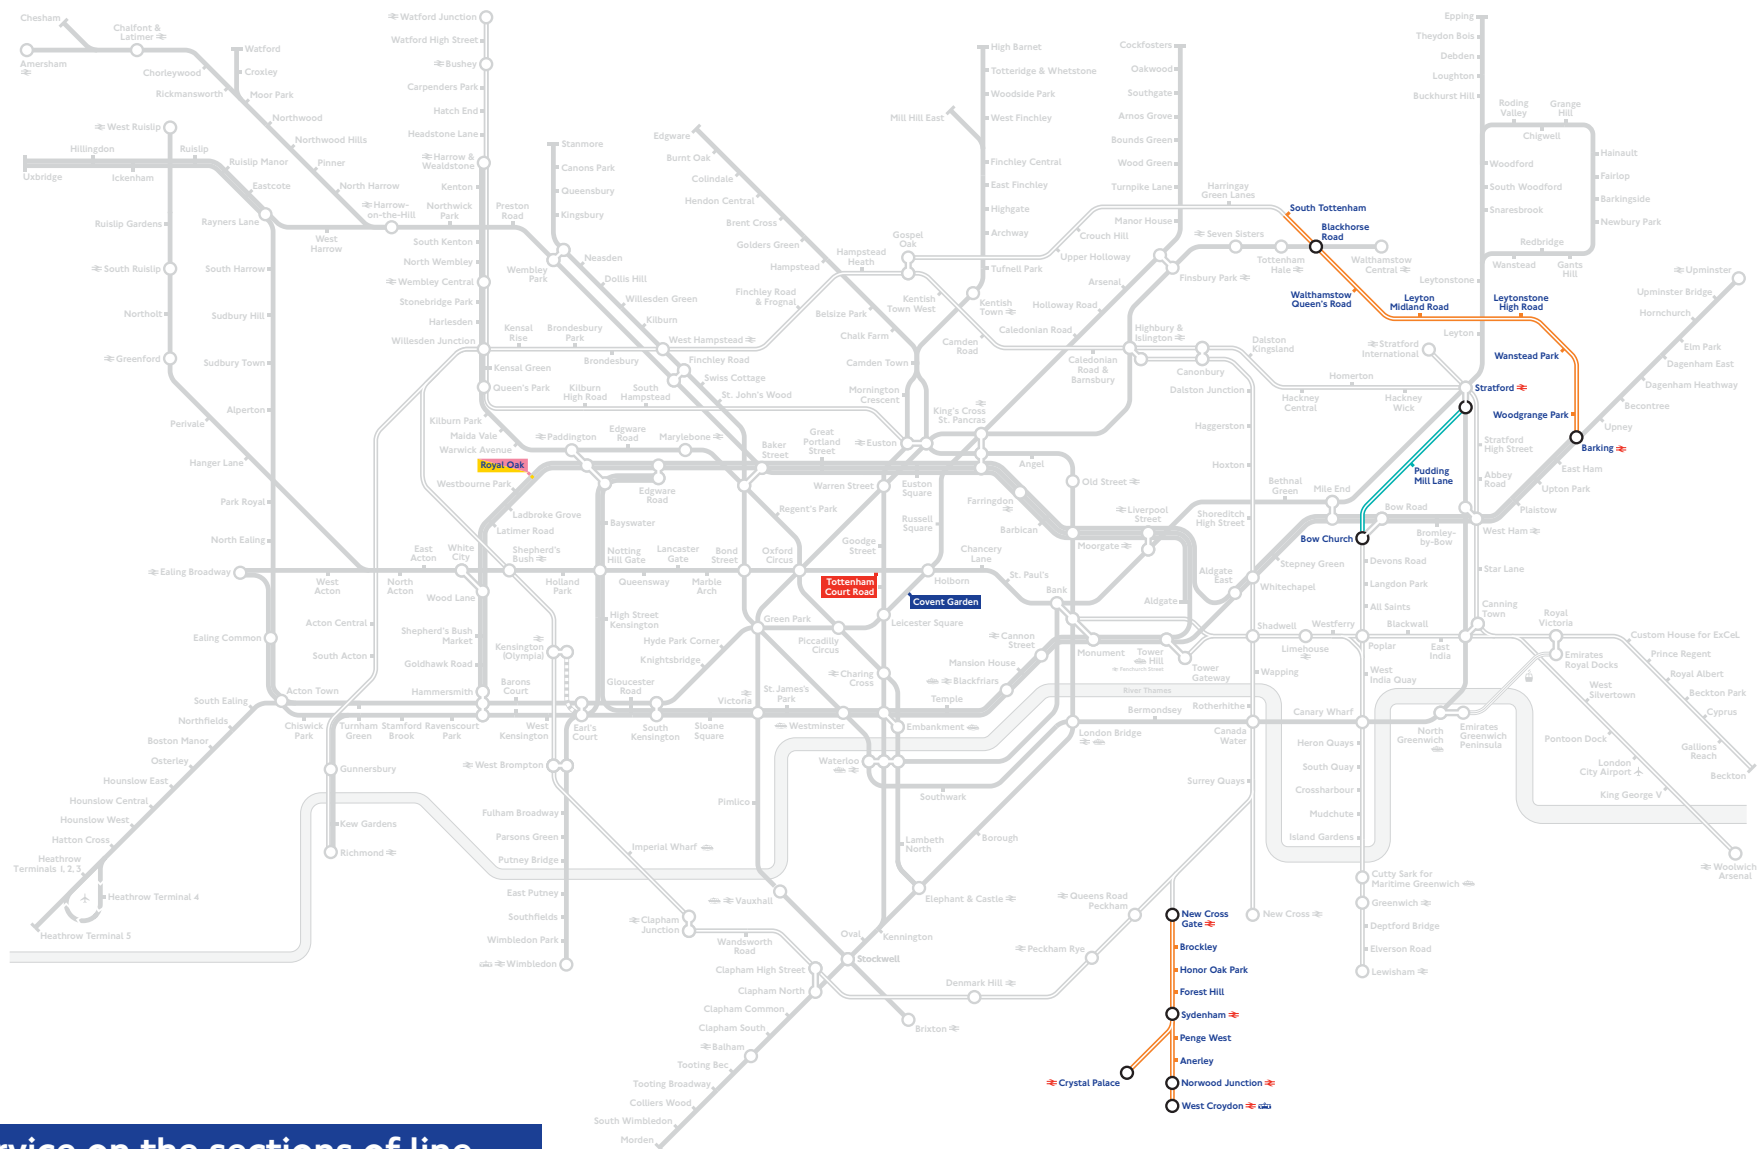 Chesham
Chalfont &
Latimer
Amersham
Watford
Croxley
Chorleywood
Rickmansworth
Moor Park
Northwood
Northwood Hills
Pinner
North Harrow
Harrow-
on-the-Hill
Northwick
Park
Preston
Road
West Ruislip
Hillingdon
Ruislip
Ruislip Manor
Uxbridge
Ickenham
Eastcote
Rayners Lane
West
Harrow
Ruislip Gardens
South Ruislip
Northolt
Greenford
Perivale
Hanger Lane
South Harrow
Sudbury Hill
Sudbury Town
Alperton
Park Royal
North Ealing
Ealing Broadway
Ealing Common
South Ealing
Northfields
Boston Manor
Osterley
Hounslow East
Hounslow Central
Hounslow West
Hatton Cross
Heathrow
Terminals 1, 2, 3
Heathrow Terminal 4
Heathrow Terminal 5
Watford Junction
Watford High Street
Bushey
Carpenders Park
Hatch End
Headstone Lane
Harrow &
Wealdstone
Kenton
South Kenton
North Wembley
Wembley Central
Stonebridge Park
Harlesden
Willesden Junction
Kensal Green
Queen's Park
Kilburn Park
Maida Vale
Warwick Avenue
Paddington
Royal Oak
Westbourne Park
Ladbroke Grove
Latimer Road
Stanmore
Canons Park
Queensbury
Kingsbury
Wembley
Park
Neasden
Dollis Hill
Willesden Green
Kilburn
West Hampstead
Finchley Road
Swiss Cottage
St. John's Wood
Kensal
Rise
Brondesbury
Park
Brondesbury
Kilburn
High Road
South
Hampstead
Edgware
Road
Marylebone
Baker
Street
Great
Portland
Street
Euston
Edgware
Burnt Oak
Colindale
Hendon Central
Brent Cross
Golders Green
Hampstead
Hampstead
Heath
Finchley Road
& Frognal
Belsize Park
Chalk Farm
Camden Town
Mornington
Crescent
Mill Hill East
High Barnet
Totteridge & Whetstone
Woodside Park
West Finchley
Finchley Central
East Finchley
Highgate
Archway
Gospel
Oak
Tufnell Park
Kentish
Town West
Kentish
Town
Camden
Road
Cockfosters
Oakwood
Southgate
Arnos Grove
Bounds Green
Wood Green
Turnpike Lane
Manor House
Harringay
Green Lanes
Crouch Hill
Upper Holloway
Arsenal
Finsbury Park
Holloway Road
Caledonian Road
Caledonian
Road &
Barnsbury
Highbury &
Islington
Canonbury
Dalston
Kingsland
Dalston Junction
Haggerston
Hoxton
Shoreditch
High Street
Seven Sisters
South Tottenham
Blackhorse
Road
Tottenham
Hale
Walthamstow
Central
Walthamstow
Queen's Road
Leyton
Midland Road
Leytonstone
High Road
Wanstead Park
Woodgrange Park
Barking
Epping
Theydon Bois
Debden
Loughton
Buckhurst Hill
Roding
Valley
Grange
Hill
Chigwell
Hainault
Fairlop
Barkingside
Newbury Park
Woodford
South Woodford
Snaresbrook
Redbridge
Wanstead
Gants
Hill
Leytonstone
Leyton
Upminster
Upminster Bridge
Hornchurch
Elm Park
Dagenham East
Dagenham Heathway
Becontree
Upney
East Ham
Upton Park
Plaistow
West Ham
Stratford
International
Homerton
Hackney
Central
Hackney
Wick
Stratford
Stratford
High Street
Abbey
Road
Pudding
Mill Lane
Bow Church
Bow Road
Bromley-
by-Bow
Mile End
Bethnal
Green
Stepney Green
Whitechapel
Star Lane
Canning
Town
Devons Road
Langdon Park
All Saints
Poplar
Blackwall
East
India
West
India Quay
Canary Wharf
Heron Quays
South Quay
Crossharbour
Mudchute
Island Gardens
Cutty Sark for
Maritime Greenwich
Greenwich
Deptford Bridge
Elverson Road
Lewisham
Royal
Victoria
Custom House for ExCeL
Prince Regent
Royal Albert
Beckton Park
Cyprus
Gallions
Reach
Beckton
Emirates
Royal Docks
West
Silvertown
Pontoon Dock
London
City Airport
King George V
Woolwich
Arsenal
North
Greenwich
Emirates
Greenwich
Peninsula
King's Cross
St. Pancras
Angel
Old Street
Farringdon
Barbican
Moorgate
Liverpool
Street
Aldgate
East
Aldgate
Euston
Square
Warren Street
Russell
Square
Goodge
Street
Regent's Park
Chancery
Lane
St. Paul's
Bank
Holborn
Tottenham
Court Road
Covent Garden
Leicester Square
Oxford
Circus
Bond
Street
Marble
Arch
Lancaster
Gate
Queensway
Notting
Hill Gate
Bayswater
Edgware
Road
Holland
Park
Shepherd's
Bush
White
City
East
Acton
North
Acton
West
Acton
Wood Lane
Shepherd's Bush
Market
Goldhawk Road
Hammersmith
Acton Central
South Acton
Acton Town
Chiswick
Park
Turnham
Green
Stamford
Brook
Ravenscourt
Park
Barons
Court
West
Kensington
Earl's
Court
Kensington
(Olympia)
High Street
Kensington
Gloucester
Road
South
Kensington
Sloane
Square
Knightsbridge
Hyde Park Corner
Green Park
Piccadilly
Circus
Victoria
St. James's
Park
Westminster
Charing
Cross
Embankment
Temple
Blackfriars
Mansion House
Cannon
Street
Monument
Tower
Hill
Fenchurch Street
Tower
Gateway
Shadwell
Limehouse
Westferry
Wapping
Rotherhithe
Canada
Water
Surrey Quays
River Thames
Bermondsey
London Bridge
Waterloo
Southwark
Lambeth
North
Borough
Elephant & Castle
Kennington
Oval
Stockwell
Brixton
Pimlico
Vauxhall
Gunnersbury
Kew Gardens
Richmond
West Brompton
Fulham Broadway
Parsons Green
Putney Bridge
East Putney
Southfields
Wimbledon Park
Wimbledon
Imperial Wharf
Clapham
Junction
Wandsworth
Road
Clapham High Street
Clapham North
Clapham Common
Clapham South
Balham
Tooting Bec
Tooting Broadway
Colliers Wood
South Wimbledon
Morden
Denmark Hill
Peckham Rye
Queens Road
Peckham
New Cross
New Cross
Gate
Brockley
Honor Oak Park
Forest Hill
Sydenham
Penge West
Anerley
Crystal Palace
Norwood Junction
West Croydon
rvice on the sections of line